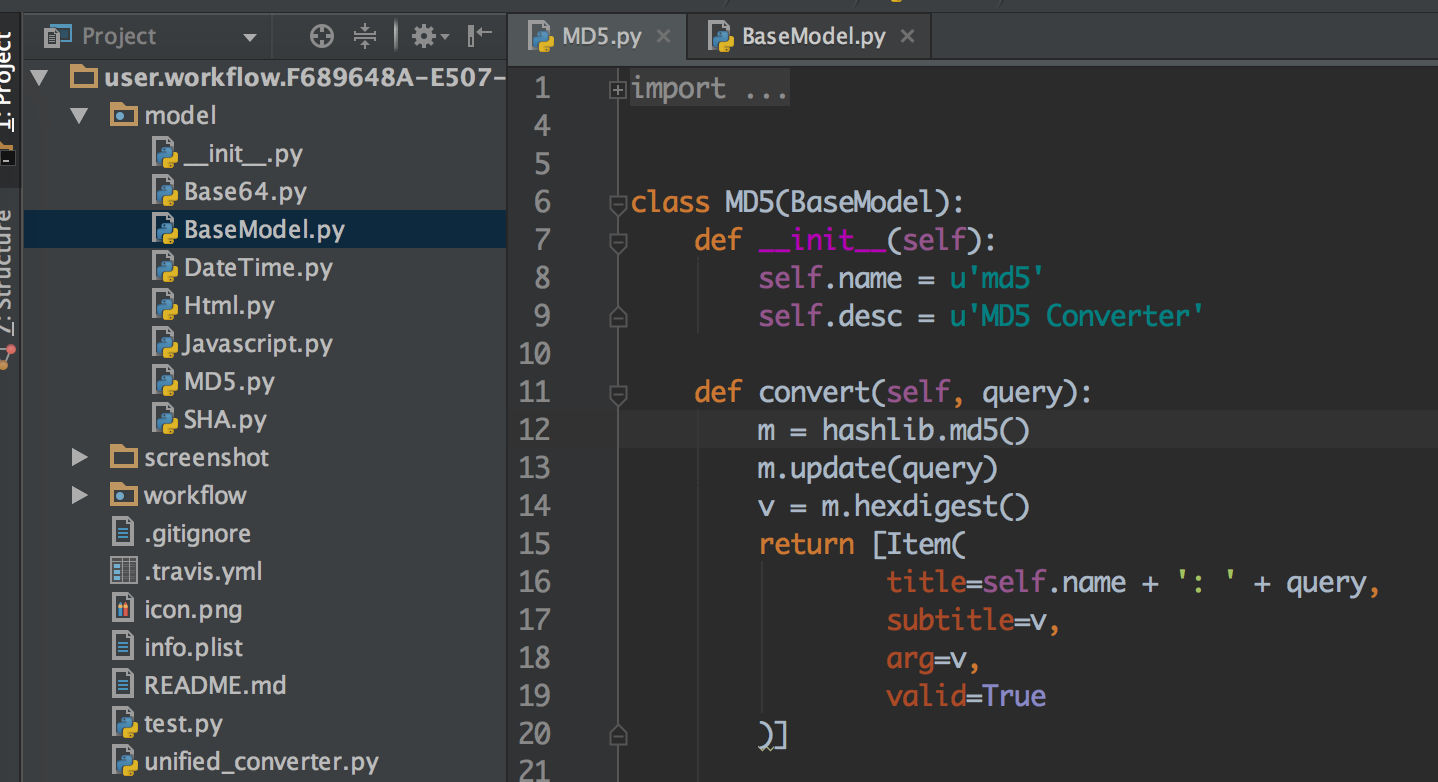 Project
MD5.py
BaseModel.py
1: Project
7: Structure
user.workflow.F689648A-E507-
model
__init__.py
Base64.py
BaseModel.py
DateTime.py
Html.py
Javascript.py
MD5.py
SHA.py
screenshot
workflow
.gitignore
.travis.yml
icon.png
info.plist
README.md
test.py
unified_converter.py
1 import ...
4
5
6 class MD5(BaseModel):
7     def __init__(self):
8         self.name = u'md5'
9         self.desc = u'MD5 Converter'
10
11     def convert(self, query):
12         m = hashlib.md5()
13         m.update(query)
14         v = m.hexdigest()
15         return [Item(
16                 title=self.name + ': ' + query,
17                 subtitle=v,
18                 arg=v,
19                 valid=True
20         )]
21